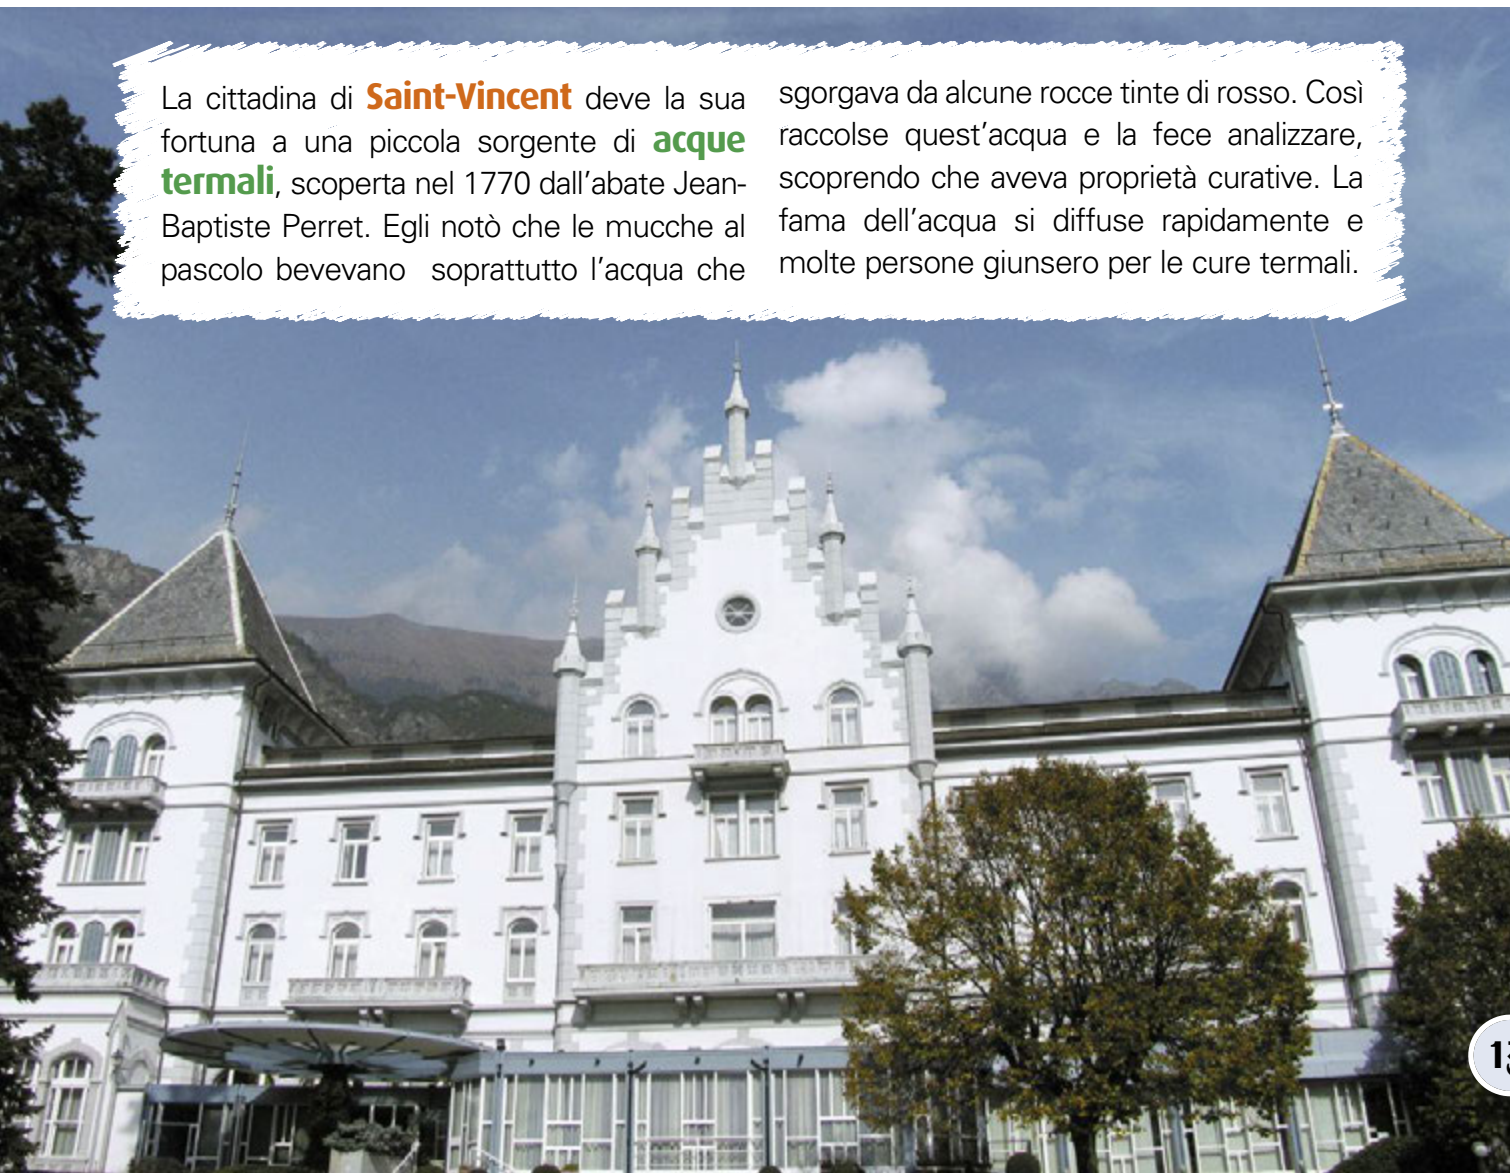 La cittadina di Saint-Vincent deve la sua
fortuna a una piccola sorgente di acque
termali, scoperta nel 1770 dall'abate Jean-
Baptiste Perret. Egli notò che le mucche al
pascolo bevevano soprattutto l'acqua che
sgorgava da alcune rocce tinte di rosso. Così
raccolse quest'acqua e la fece analizzare,
scoprendo che aveva proprietà curative. La
fama dell'acqua si diffuse rapidamente e
molte persone giunsero per le cure termali.